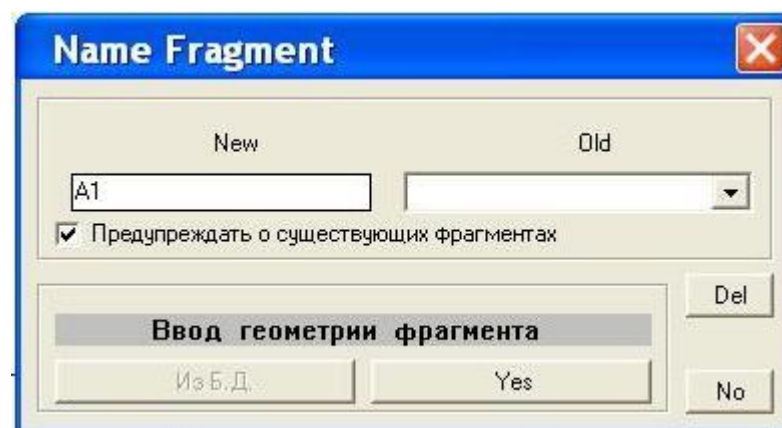 Name Fragment
New Old
A1
Предупреждать о существующих фрагментах
Del
Ввод геометрии фрагмента
Из Б.Д. Yes
No